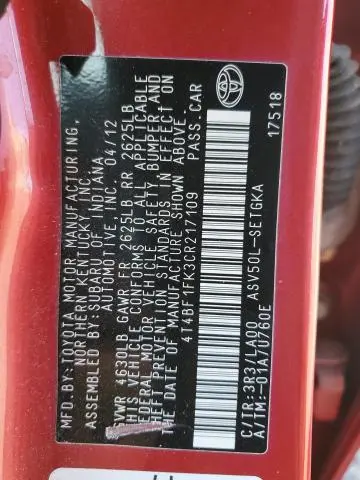 MFD.BY:TOYOTA MOTOR MANUFACTURING,
NORTHERN KENTUCKY, INC.
ASSEMBLED BY:SUBARU OF INDIANA
AUTOMOTIVE, INC. 04/12
GVWR 4630LB GAWR FR 2625LB RR 2625LB
THIS VEHICLE CONFORMS TO ALL APPLICABLE
FEDERAL MOTOR VEHICLE SAFETY, BUMPER AND
THEFT PREVENTION STANDARDS IN EFFECT ON
THE DATE OF MANUFACTURE SHOWN ABOVE.
4T4BF1FK3CR217109 PASS.CAR
C/TR:3R3/LA00 ASV50L-SETGKA
A/TM:-01A/U760E 17518